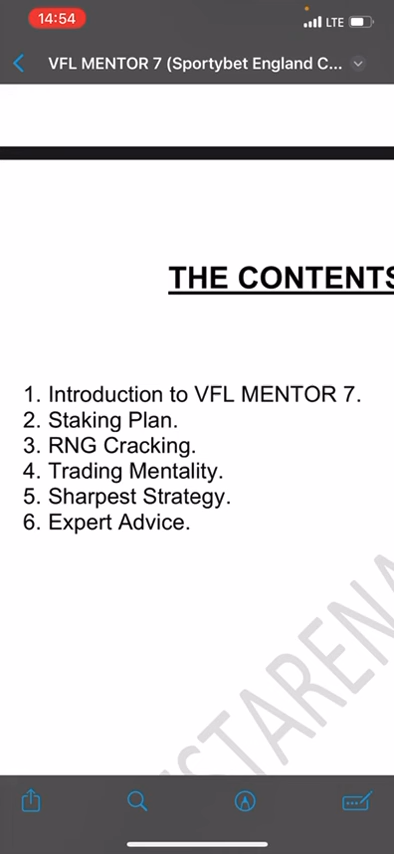 14:54
LTE
VFL MENTOR 7 (Sportybet England C...
THE CONTENTS
1. Introduction to VFL MENTOR 7.
2. Staking Plan.
3. RNG Cracking.
4. Trading Mentality.
5. Sharpest Strategy.
6. Expert Advice.